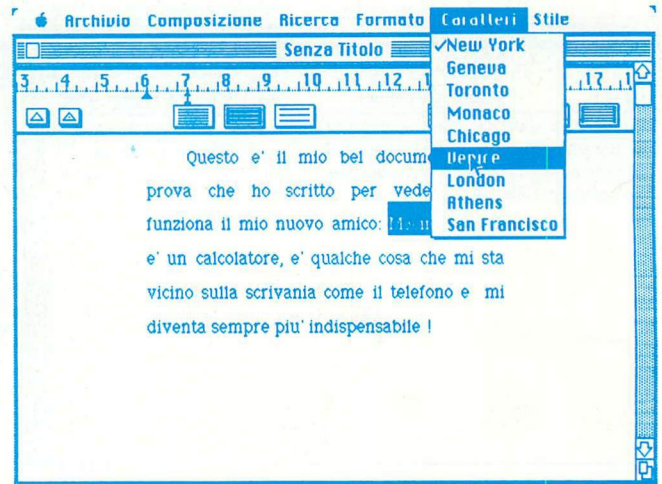 Archivio Composizione Ricerca Formato Caratteri Stile
Senza Titolo
3 4 5 6 7 8 9 10 11 12 17 1
✓New York
Geneva
Toronto
Monaco
Chicago
Venice
London
Athens
San Francisco
Questo e' il mio bel docume
prova che ho scritto per vede
funziona il mio nuovo amico:
e' un calcolatore, e' qualche cosa che mi sta
vicino sulla scrivania come il telefono e mi
diventa sempre piu' indispensabile !